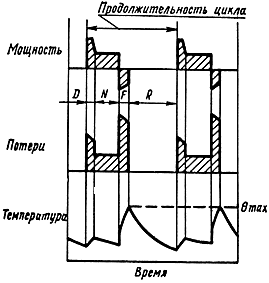 Продолжительность цикла
Мощность
D N F R
Потери
Температура
Θmax
Время